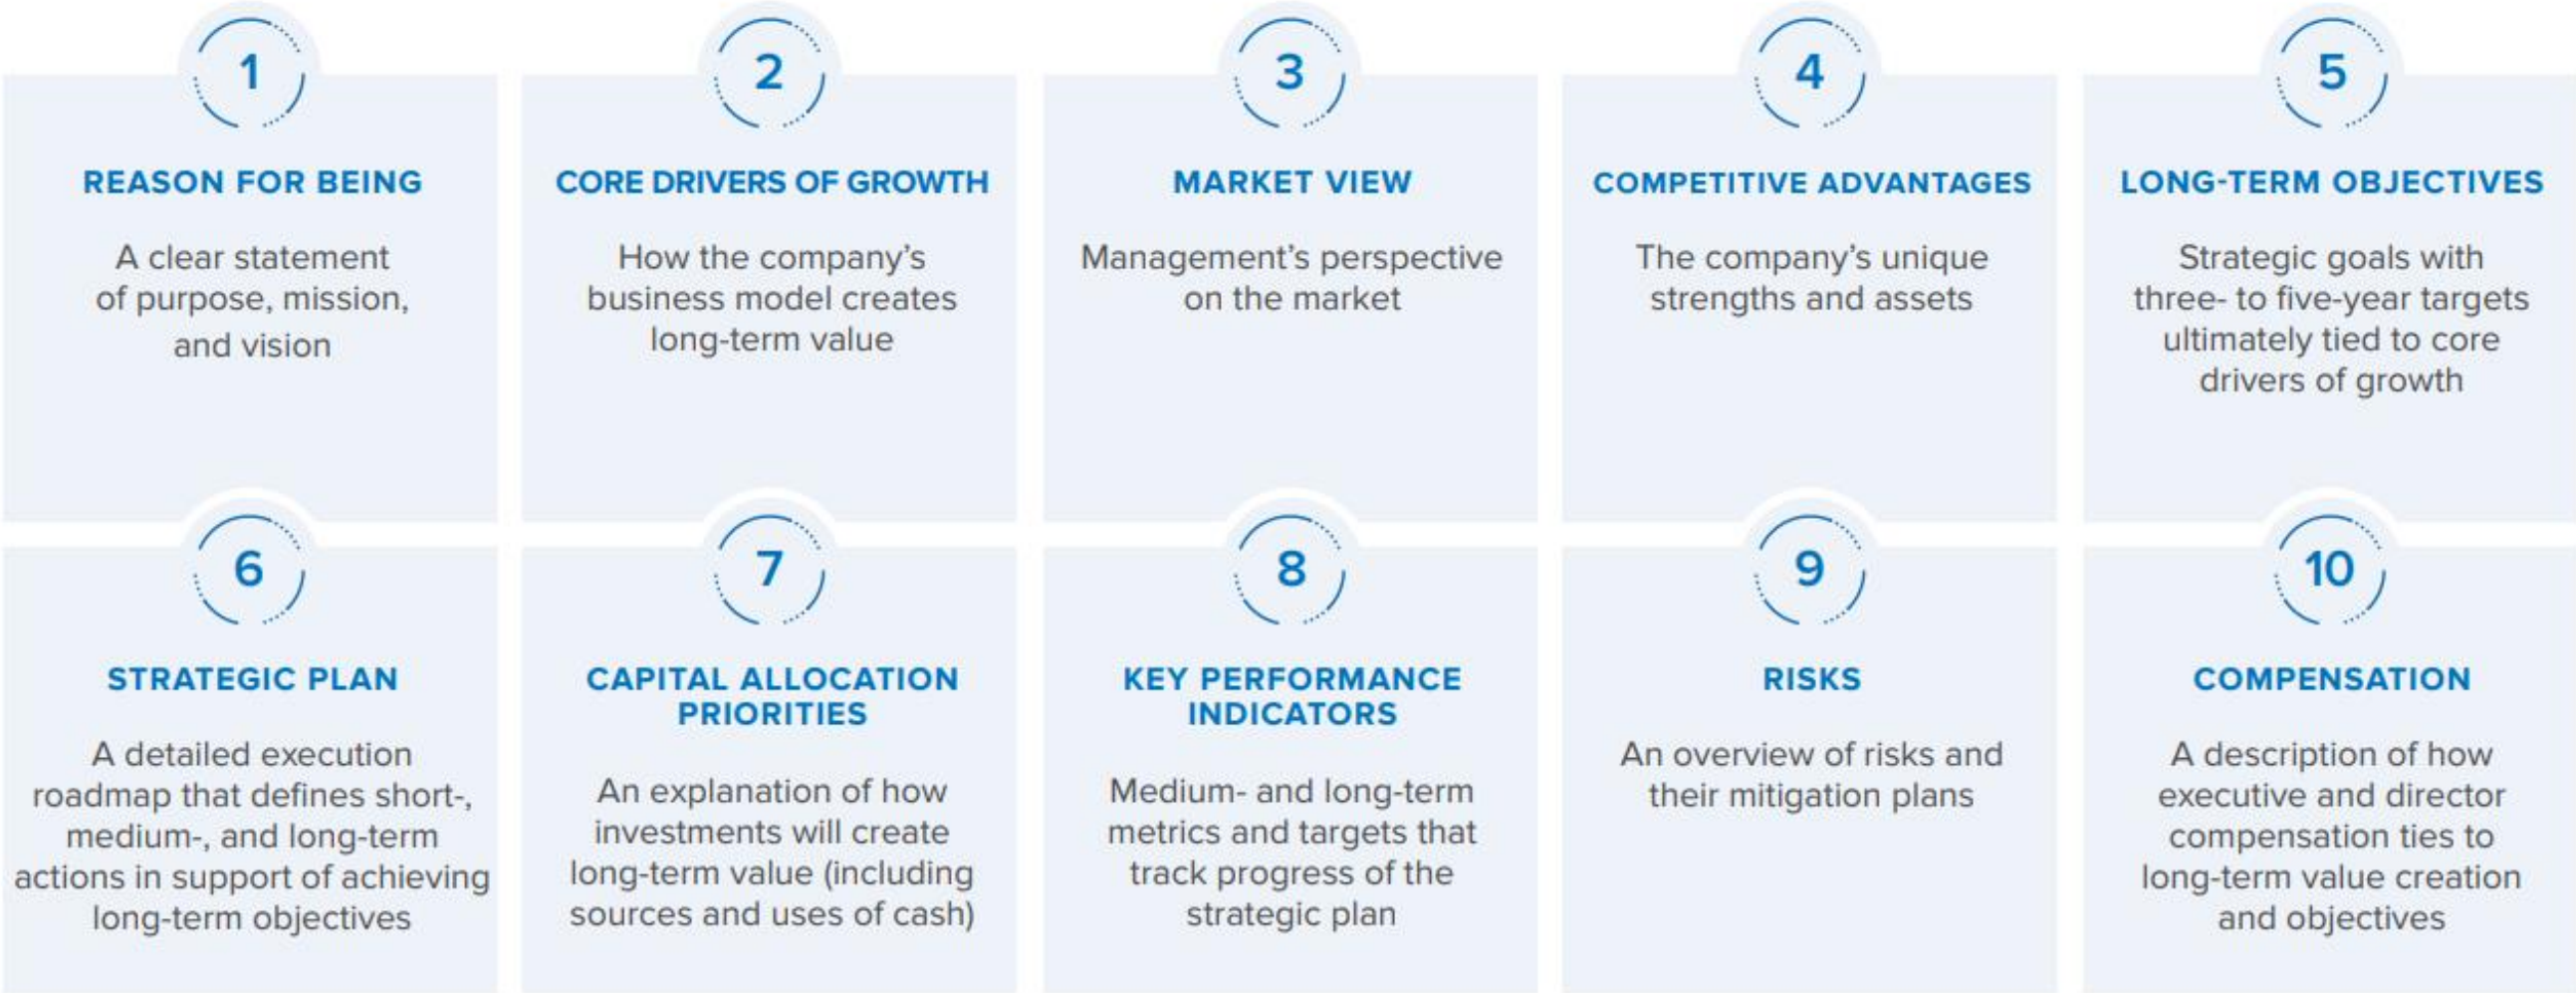 1
REASON FOR BEING
A clear statement
of purpose, mission,
and vision
2
CORE DRIVERS OF GROWTH
How the company's
business model creates
long-term value
3
MARKET VIEW
Management's perspective
on the market
4
COMPETITIVE ADVANTAGES
The company's unique
strengths and assets
5
LONG-TERM OBJECTIVES
Strategic goals with
three- to five-year targets
ultimately tied to core
drivers of growth
6
STRATEGIC PLAN
A detailed execution
roadmap that defines short-,
medium-, and long-term
actions in support of achieving
long-term objectives
7
CAPITAL ALLOCATION
PRIORITIES
An explanation of how
investments will create
long-term value (including
sources and uses of cash)
8
KEY PERFORMANCE
INDICATORS
Medium- and long-term
metrics and targets that
track progress of the
strategic plan
9
RISKS
An overview of risks and
their mitigation plans
10
COMPENSATION
A description of how
executive and director
compensation ties to
long-term value creation
and objectives